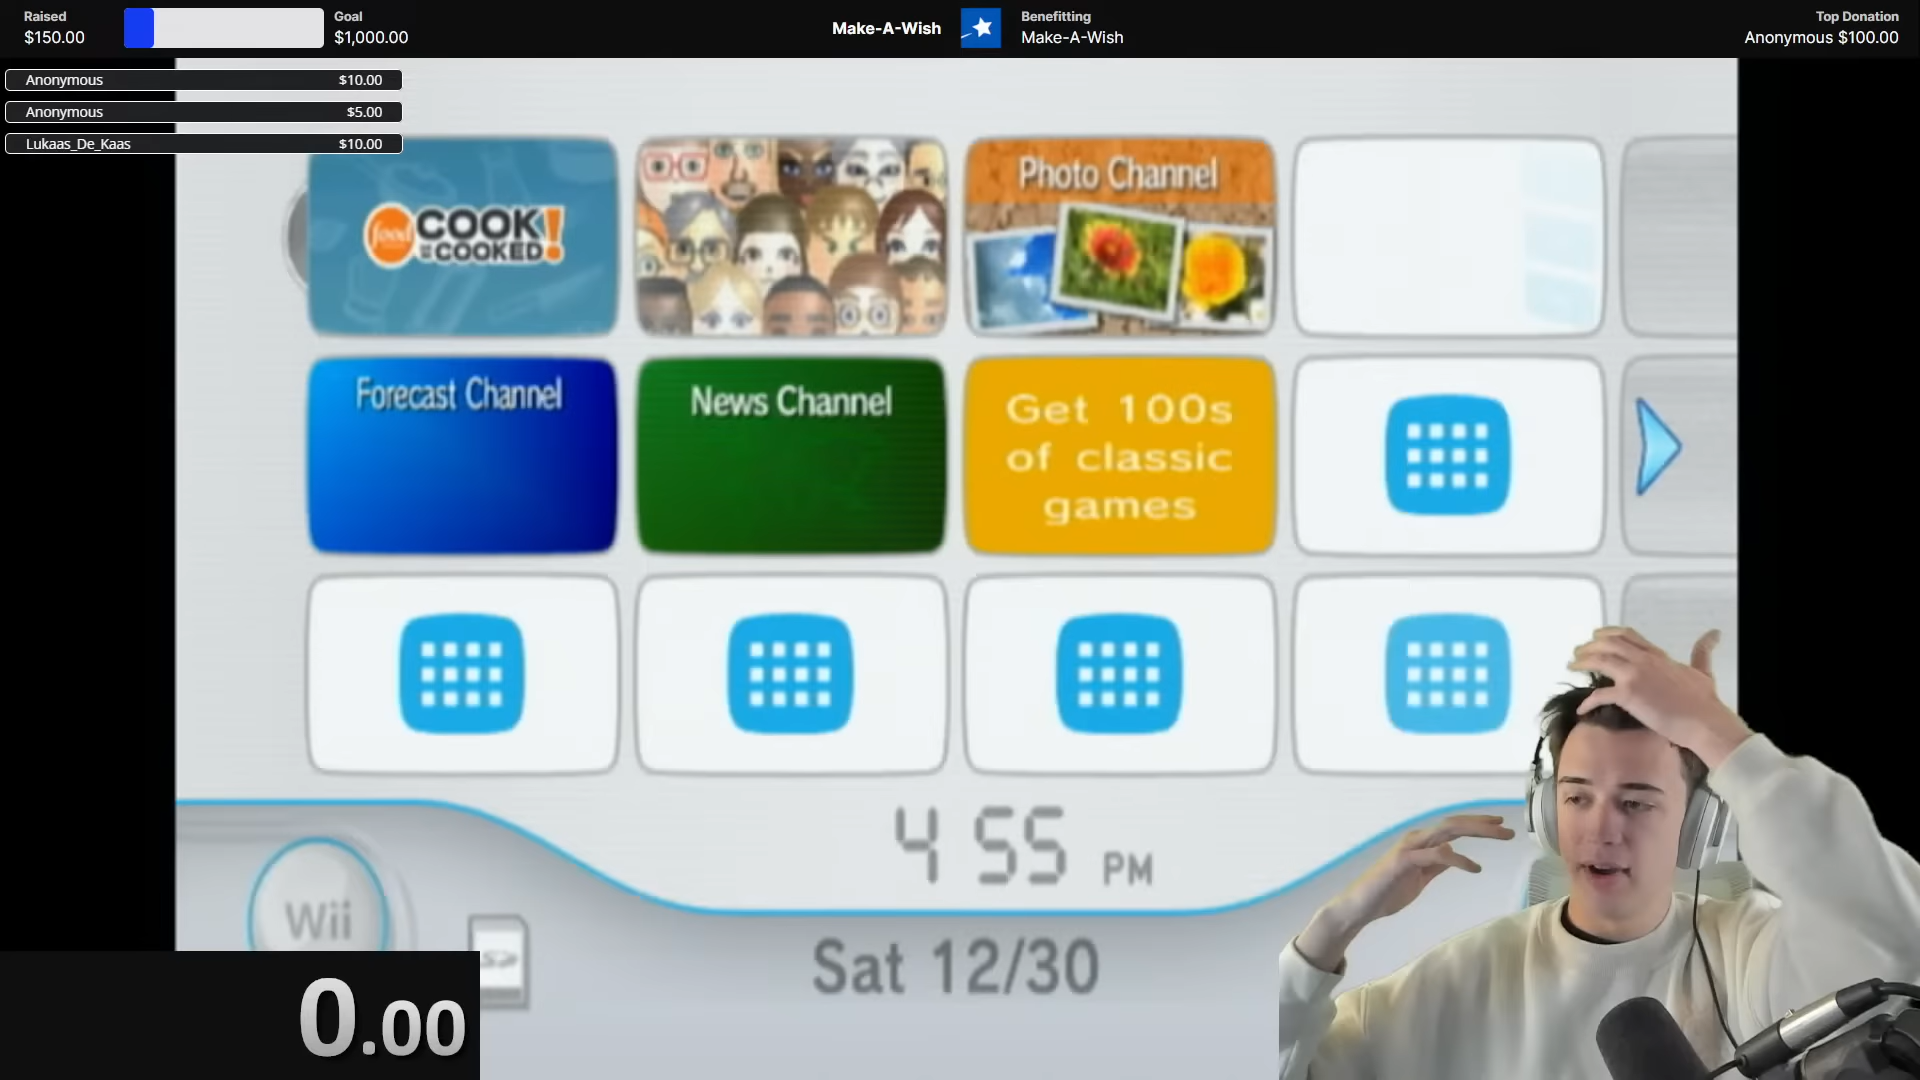 Raised
$150.00
Goal
$1,000.00
Make-A-Wish
Benefitting
Make-A-Wish
Top Donation
Anonymous $100.00
Anonymous $10.00
Anonymous $5.00
Lukaas_De_Kaas $10.00
food
COOK
OR BE
COOKED!
Photo Channel
Forecast Channel
News Channel
Get 100s
of classic
games
4 55 PM
Wii
Sat 12/30
0.00